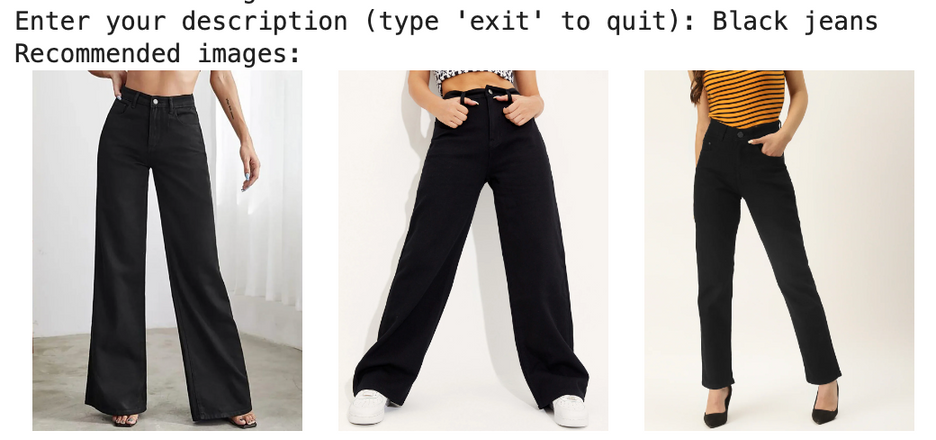 Enter your description (type 'exit' to quit): Black jeans
Recommended images: